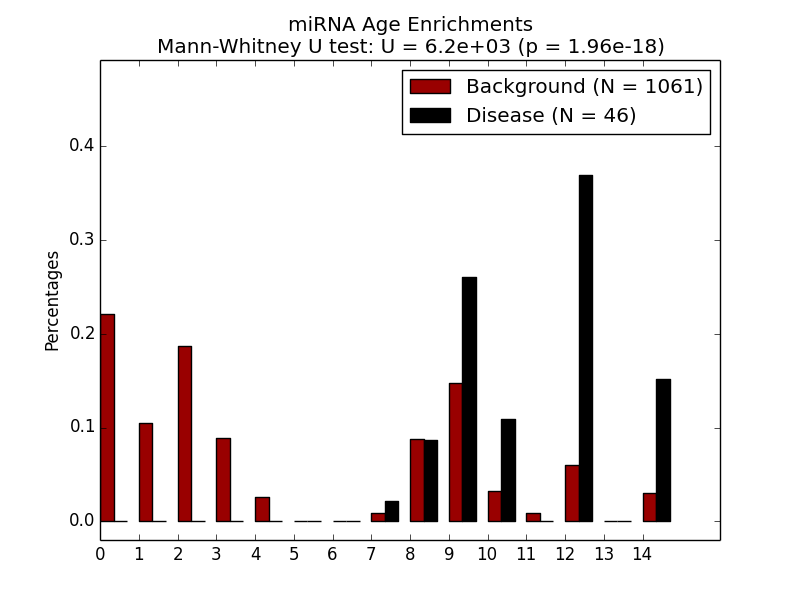 miRNA Age Enrichments
Mann-Whitney U test: U = 6.2e+03 (p = 1.96e-18)
Background (N = 1061)
Disease (N = 46)
Percentages
0.4
0.3
0.2
0.1
0.0
0 1 2 3 4 5 6 7 8 9 10 11 12 13 14